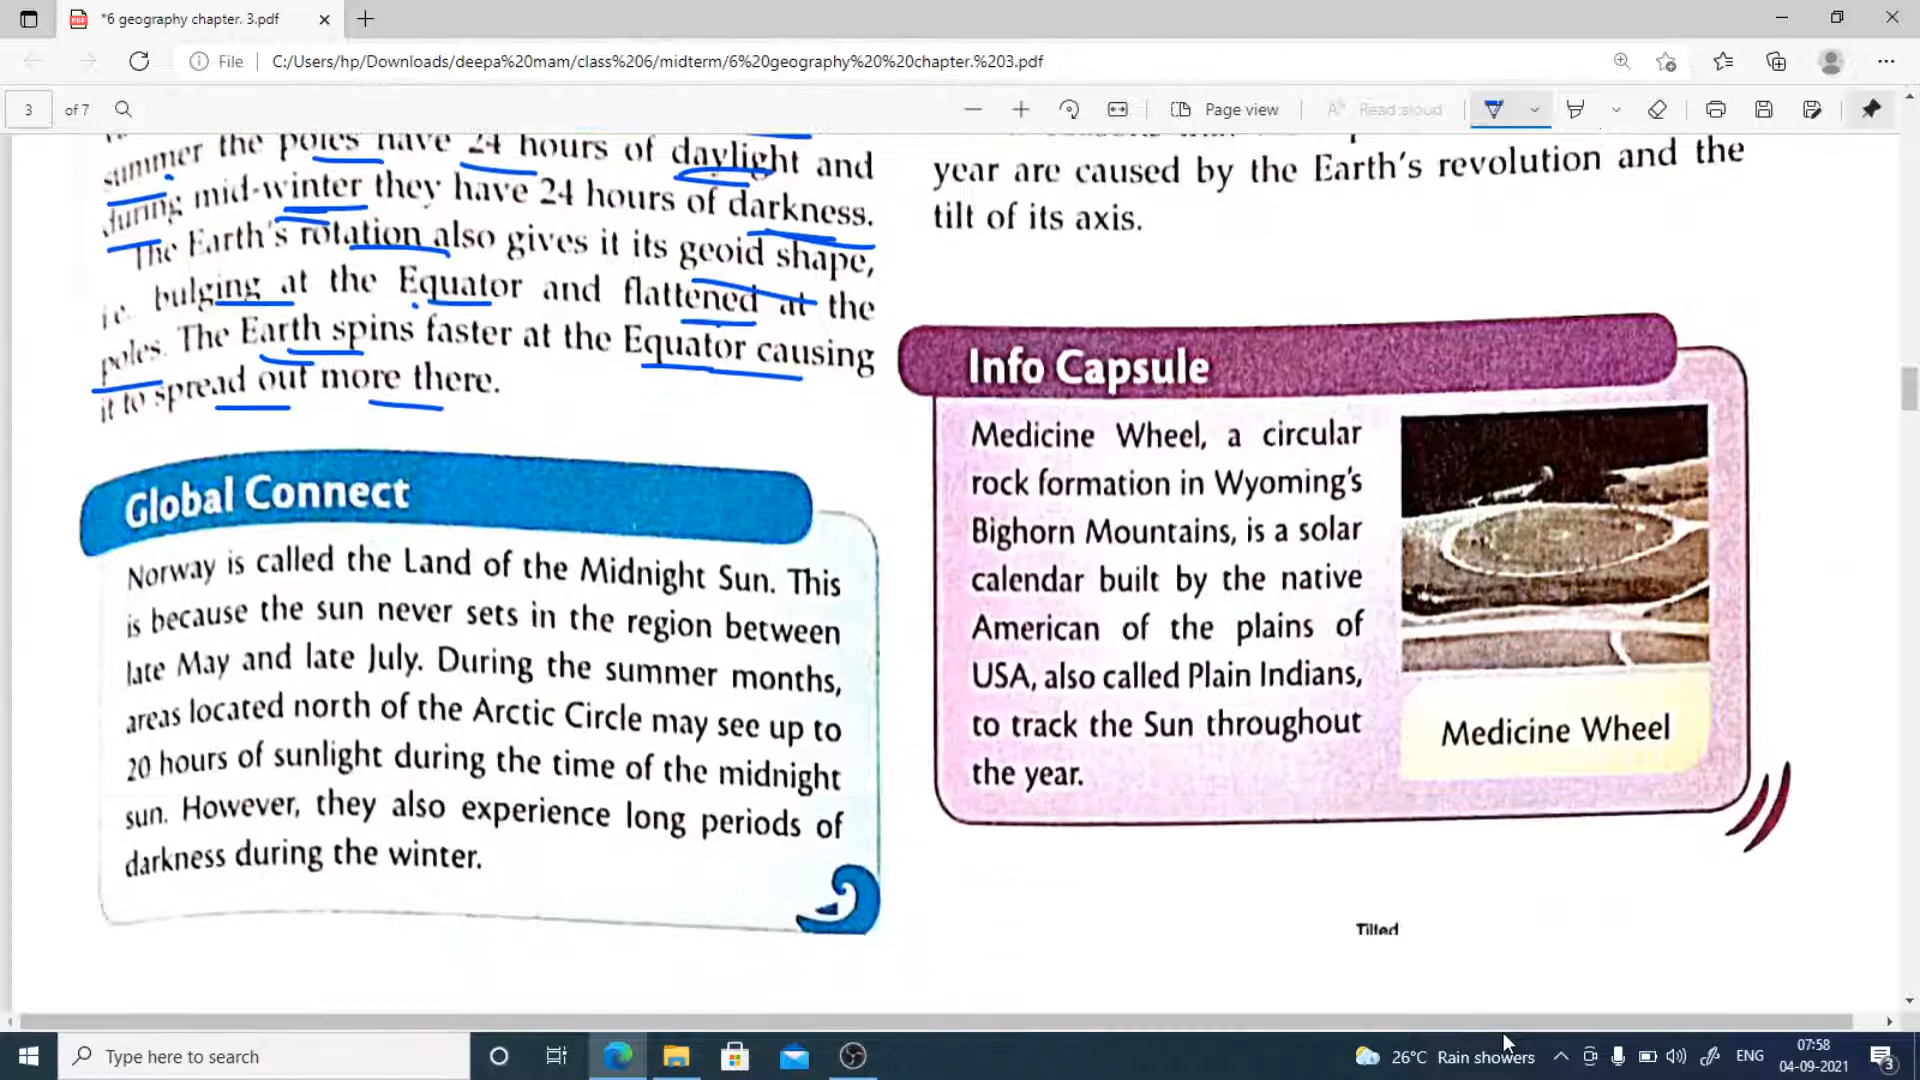 *6 geography chapter. 3.pdf
File
C:/Users/hp/Downloads/deepa%20mam/class%206/midterm/6%20geography%20%20chapter.%203.pdf
3 of 7
Page view
Read aloud
summer the poles have 24 hours of daylight and
during mid-winter they have 24 hours of darkness.
The Earth's rotation also gives it its geoid shape,
i.e. bulging at the Equator and flattened at the
poles. The Earth spins faster at the Equator causing
it to spread out more there.
Global Connect
Norway is called the Land of the Midnight Sun. This
is because the sun never sets in the region between
late May and late July. During the summer months,
areas located north of the Arctic Circle may see up to
20 hours of sunlight during the time of the midnight
sun. However, they also experience long periods of
darkness during the winter.
year are caused by the Earth's revolution and the
tilt of its axis.
Info Capsule
Medicine Wheel, a circular
rock formation in Wyoming's
Bighorn Mountains, is a solar
calendar built by the native
American of the plains of
USA, also called Plain Indians,
to track the Sun throughout
the year.
Medicine Wheel
Tilted
Type here to search
26°C Rain showers
ENG
07:58
04-09-2021
3